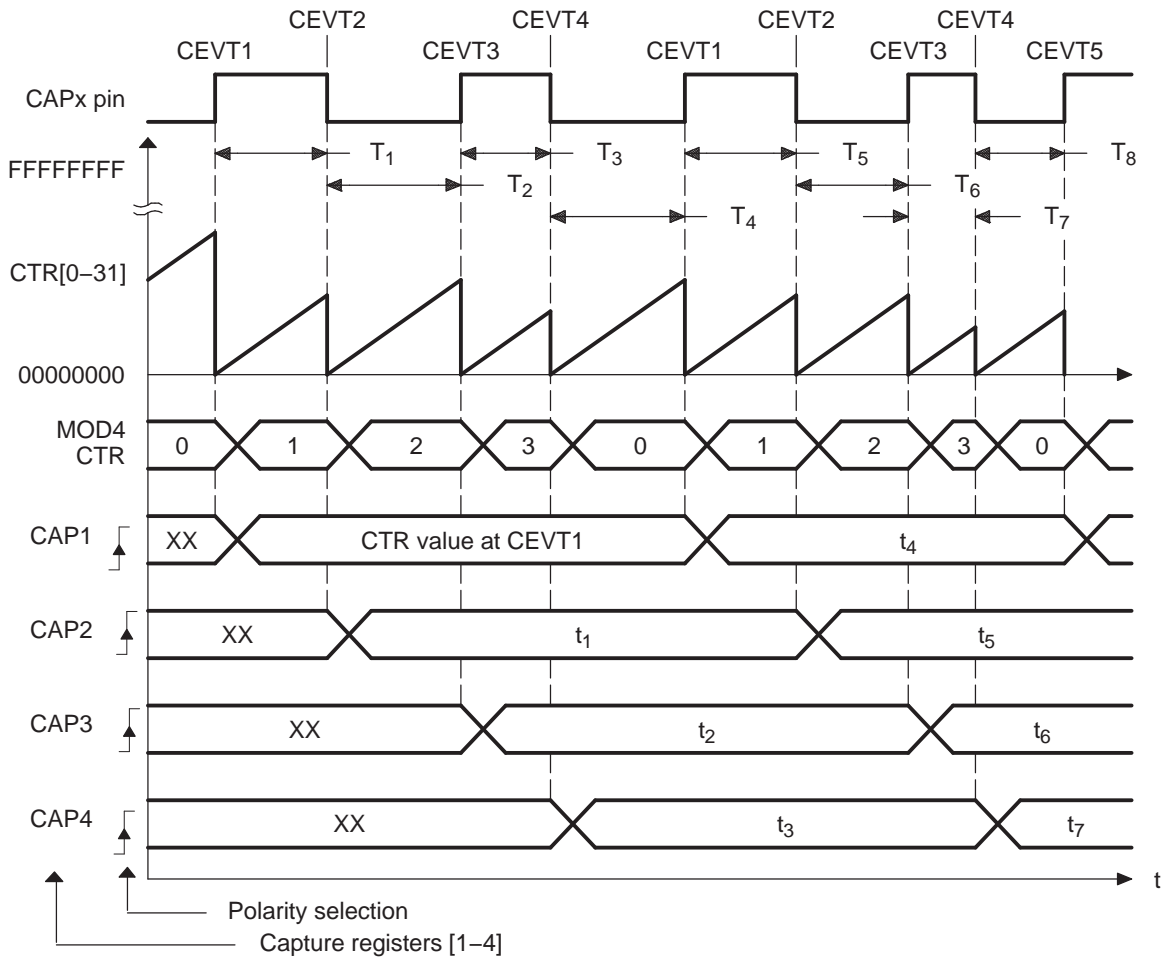 CEVT2 CEVT4 CEVT2 CEVT4
CEVT1 CEVT3 CEVT1 CEVT3 CEVT5
CAPx pin
T1 T3 T5 T8
FFFFFFFF
T2 T6
T4 T7
CTR[0−31]
00000000
MOD4
CTR
0 1 2 3 0 1 2 3 0
CAP1 XX CTR value at CEVT1 t4
CAP2 XX t1 t5
CAP3 XX t2 t6
CAP4 XX t3 t7
t
Polarity selection
Capture registers [1−4]